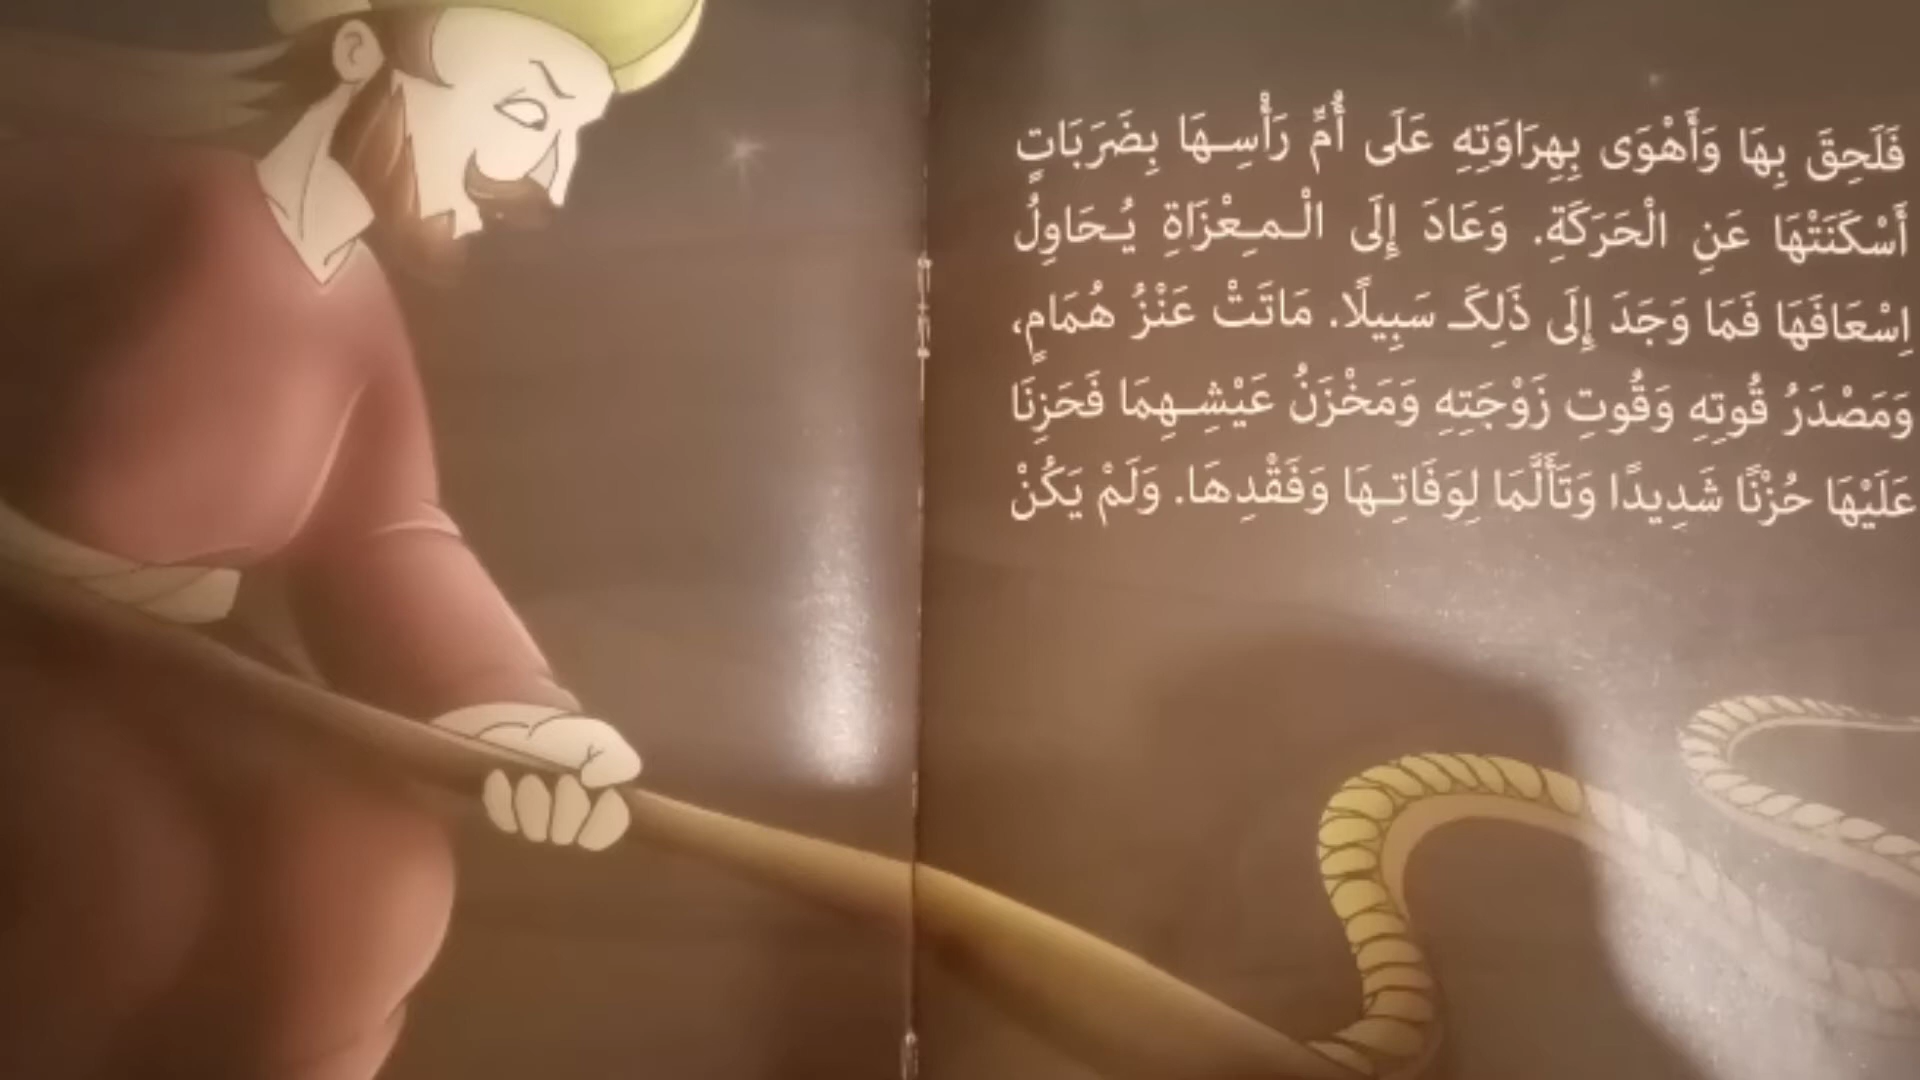 فَلَحِقَ بِهَا وَأَهْوَى بِهِرَاوَتِهِ عَلَى أُمِّ رَأْسِهَا بِضَرَبَاتٍ
أَسْكَنَتْهَا عَنِ الْحَرَكَةِ. وَعَادَ إِلَى الْمِعْزَاةِ يُحَاوِلُ
اِسْعَافَهَا فَمَا وَجَدَ إِلَى ذَلِكَ سَبِيلًا. مَاتَتْ عَنْزُ هُمَامٍ،
وَمَصْدَرُ قُوتِهِ وَقُوتِ زَوْجَتِهِ وَمَخْزَنُ عَيْشِهِمَا فَحَزِنَا
عَلَيْهَا حُزْنًا شَدِيدًا وَتَأَلَّمَا لِوَفَاتِهَا وَفَقْدِهَا. وَلَمْ يَكُنْ